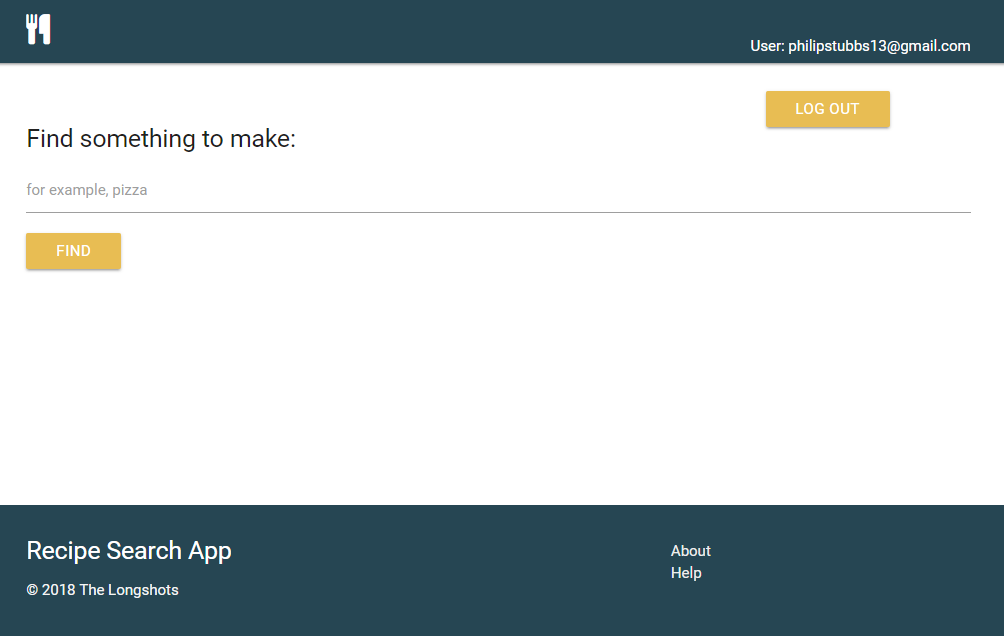 User: philipstubbs13@gmail.com
LOG OUT
Find something to make:
for example, pizza
FIND
Recipe Search App
© 2018 The Longshots
About
Help